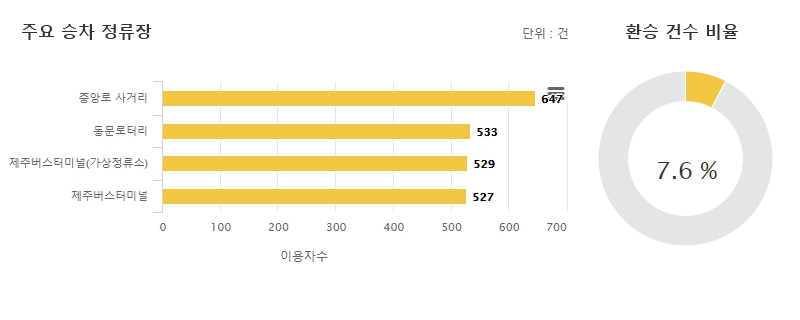 주요 승차 정류장
단위 : 건
환승 건수 비율
중앙로 사거리
647
동문로터리
533
제주버스터미널(가상정류소)
529
제주버스터미널
527
0 100 200 300 400 500 600 700
이용자수
7.6 %